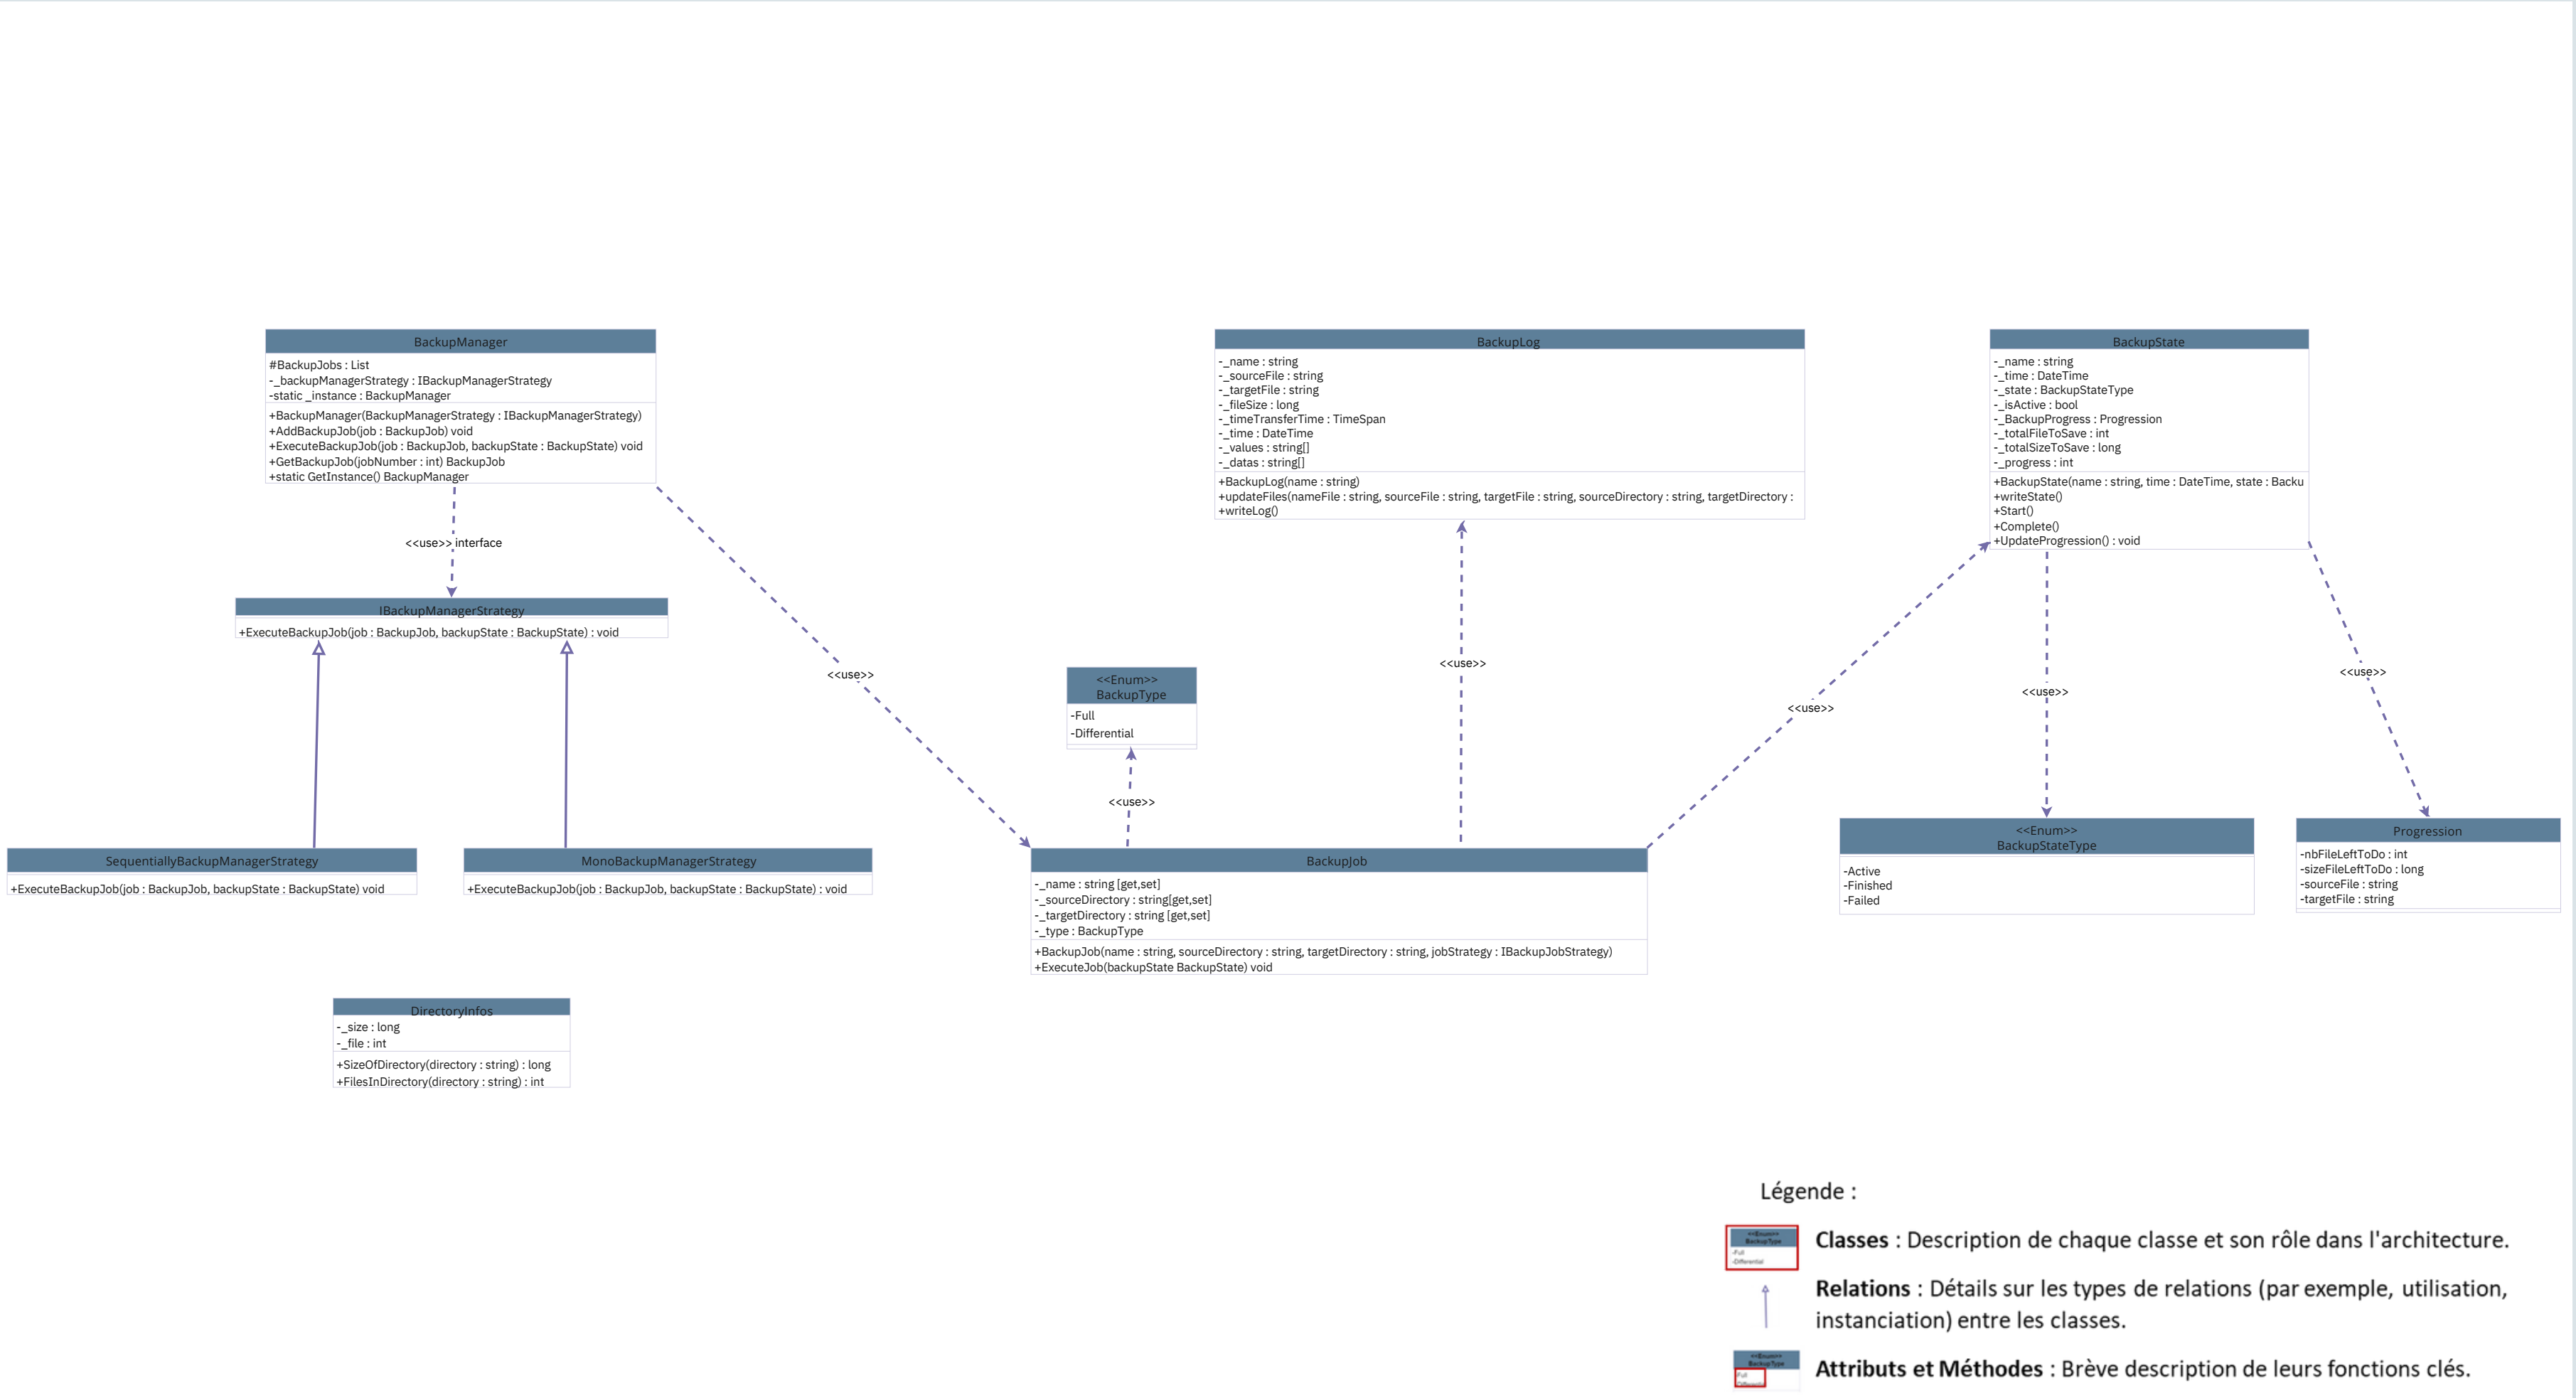 BackupManager
#BackupJobs : List
-_backupManagerStrategy : IBackupManagerStrategy
-static _instance : BackupManager
+BackupManager(BackupManagerStrategy : IBackupManagerStrategy)
+AddBackupJob(job : BackupJob) void
+ExecuteBackupJob(job : BackupJob, backupState : BackupState) void
+GetBackupJob(jobNumber : int) BackupJob
+static GetInstance() BackupManager
BackupLog
-_name : string
-_sourceFile : string
-_targetFile : string
-_fileSize : long
-_timeTransferTime : TimeSpan
-_time : DateTime
-_values : string[]
-_datas : string[]
+BackupLog(name : string)
+updateFiles(nameFile : string, sourceFile : string, targetFile : string, sourceDirectory : string, targetDirectory :
+writeLog()
BackupState
-_name : string
-_time : DateTime
-_state : BackupStateType
-_isActive : bool
-_BackupProgress : Progression
-_totalFileToSave : int
-_totalSizeToSave : long
-_progress : int
+BackupState(name : string, time : DateTime, state : Backu
+writeState()
+Start()
+Complete()
+UpdateProgression() : void
<<use>> interface
IBackupManagerStrategy
+ExecuteBackupJob(job : BackupJob, backupState : BackupState) : void
<<use>>
<<Enum>>
BackupType
-Full
-Differential
<<use>>
<<use>>
<<use>>
<<use>>
<<use>>
SequentiallyBackupManagerStrategy
+ExecuteBackupJob(job : BackupJob, backupState : BackupState) void
MonoBackupManagerStrategy
+ExecuteBackupJob(job : BackupJob, backupState : BackupState) : void
BackupJob
-_name : string [get,set]
-_sourceDirectory : string[get,set]
-_targetDirectory : string [get,set]
-_type : BackupType
+BackupJob(name : string, sourceDirectory : string, targetDirectory : string, jobStrategy : IBackupJobStrategy)
+ExecuteJob(backupState BackupState) void
<<Enum>>
BackupStateType
-Active
-Finished
-Failed
Progression
-nbFileLeftToDo : int
-sizeFileLeftToDo : long
-sourceFile : string
-targetFile : string
DirectoryInfos
-_size : long
-_file : int
+SizeOfDirectory(directory : string) : long
+FilesInDirectory(directory : string) : int
Légende :
<<Enum>>
BackupType
-Full
-Differential
Classes : Description de chaque classe et son rôle dans l'architecture.
Relations : Détails sur les types de relations (par exemple, utilisation,
instanciation) entre les classes.
<<Enum>>
BackupType
Attributs et Méthodes : Brève description de leurs fonctions clés.